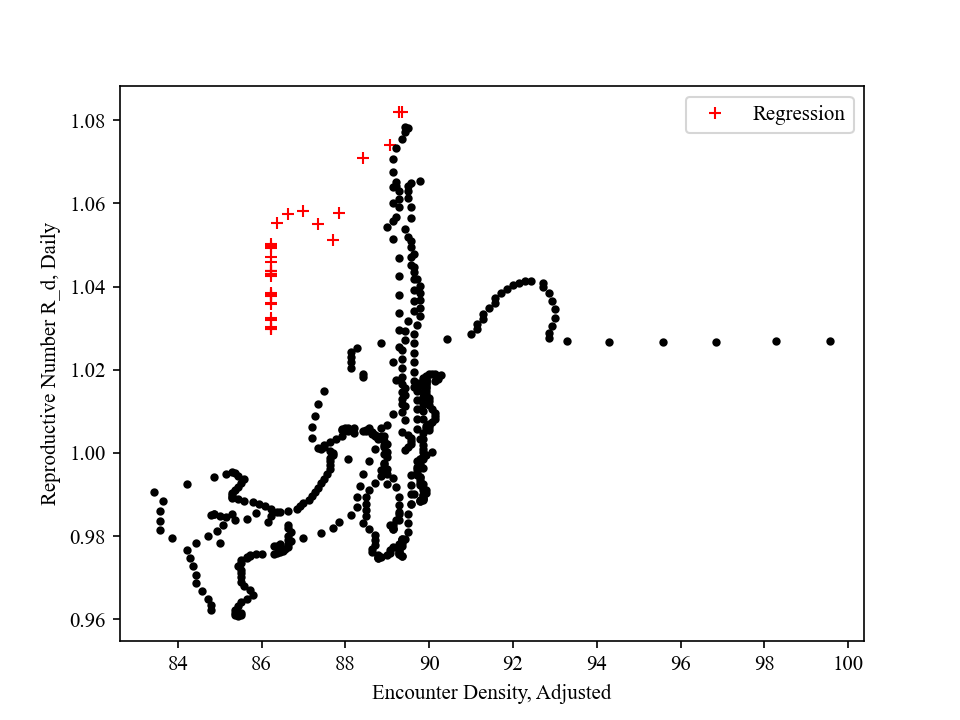 Regression
1.08
1.06
1.04
1.02
1.00
0.98
0.96
Reproductive Number R_d, Daily
84 86 88 90 92 94 96 98 100
Encounter Density, Adjusted